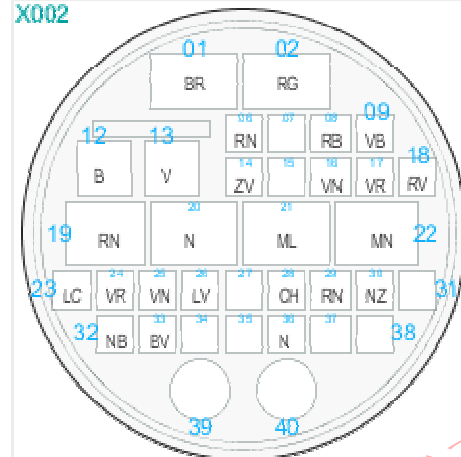 X002
01 02
BR RG
06 07 08 09
RN RB VB
12 13
14 15 16 17 18
B V ZV VN VR RV
20 21
19 RN N ML MN 22
24 25 26 27 28 29 30
23 LC VR VN LV OH RN NZ 31
33 34 35 36 37
32 NB BV N 38
39 40